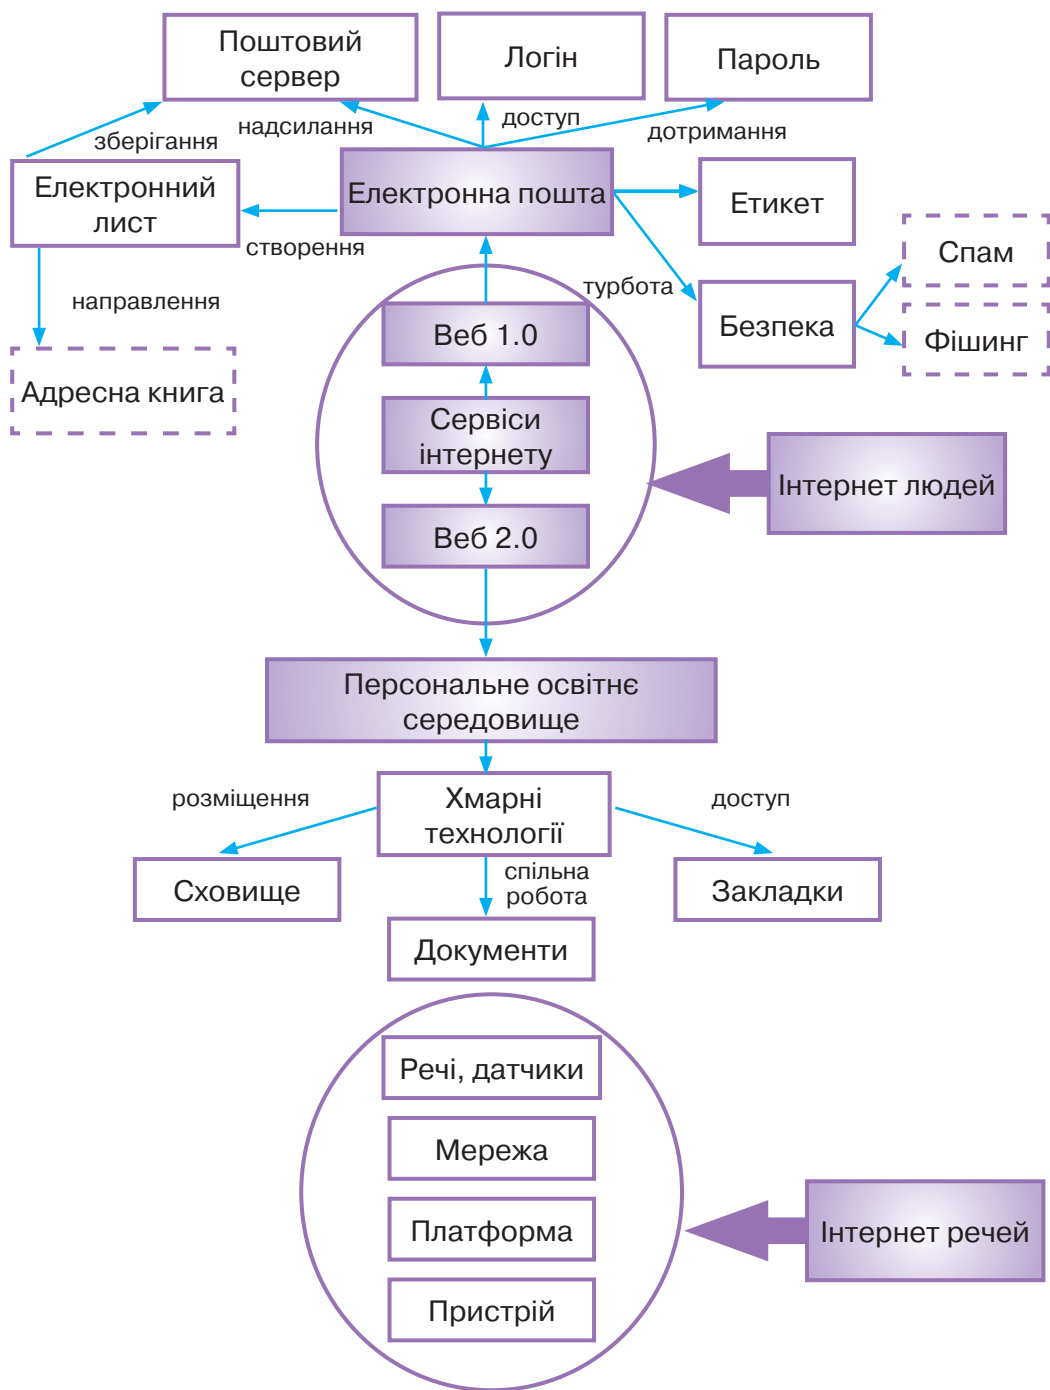 Поштовий
сервер
Логін
Пароль
зберігання
надсилання
доступ
дотримання
Електронний
лист
Електронна пошта
Етикет
створення
Спам
направлення
турбота
Безпека
Фішинг
Веб 1.0
Адресна книга
Сервіси
інтернету
Інтернет людей
Веб 2.0
Персональне освітнє
середовище
розміщення
Хмарні
технології
доступ
Сховище
спільна
робота
Закладки
Документи
Речі, датчики
Мережа
Платформа
Інтернет речей
Пристрій